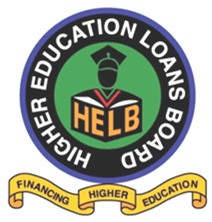 HIGHER EDUCATION LOANS BOARD
HELB
FINANCING HIGHER EDUCATION